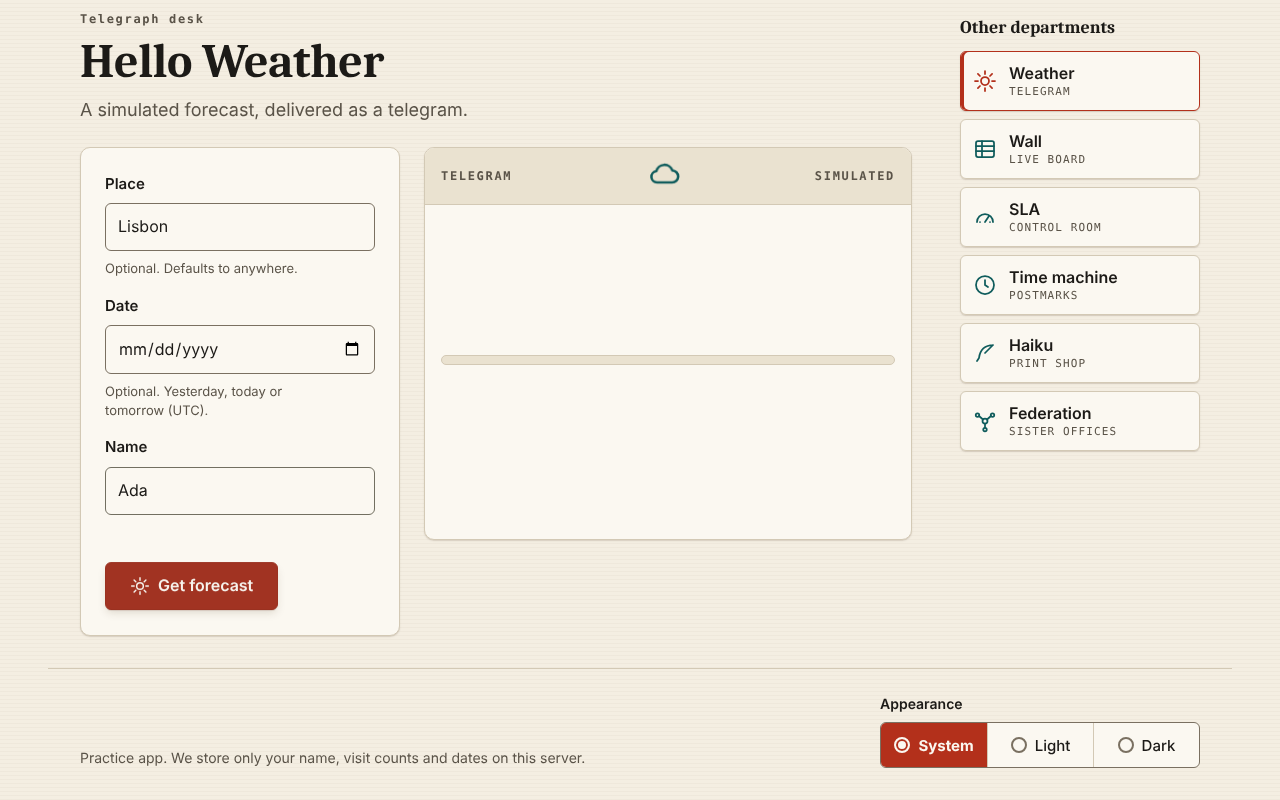 Telegraph desk
Hello Weather
A simulated forecast, delivered as a telegram.
Place
Lisbon
Optional. Defaults to anywhere.
Date
mm/dd/yyyy
Optional. Yesterday, today or
tomorrow (UTC).
Name
Ada
Get forecast
TELEGRAM
SIMULATED
Other departments
Weather
TELEGRAM
Wall
LIVE BOARD
SLA
CONTROL ROOM
Time machine
POSTMARKS
Haiku
PRINT SHOP
Federation
SISTER OFFICES
Appearance
System
Light
Dark
Practice app. We store only your name, visit counts and dates on this server.